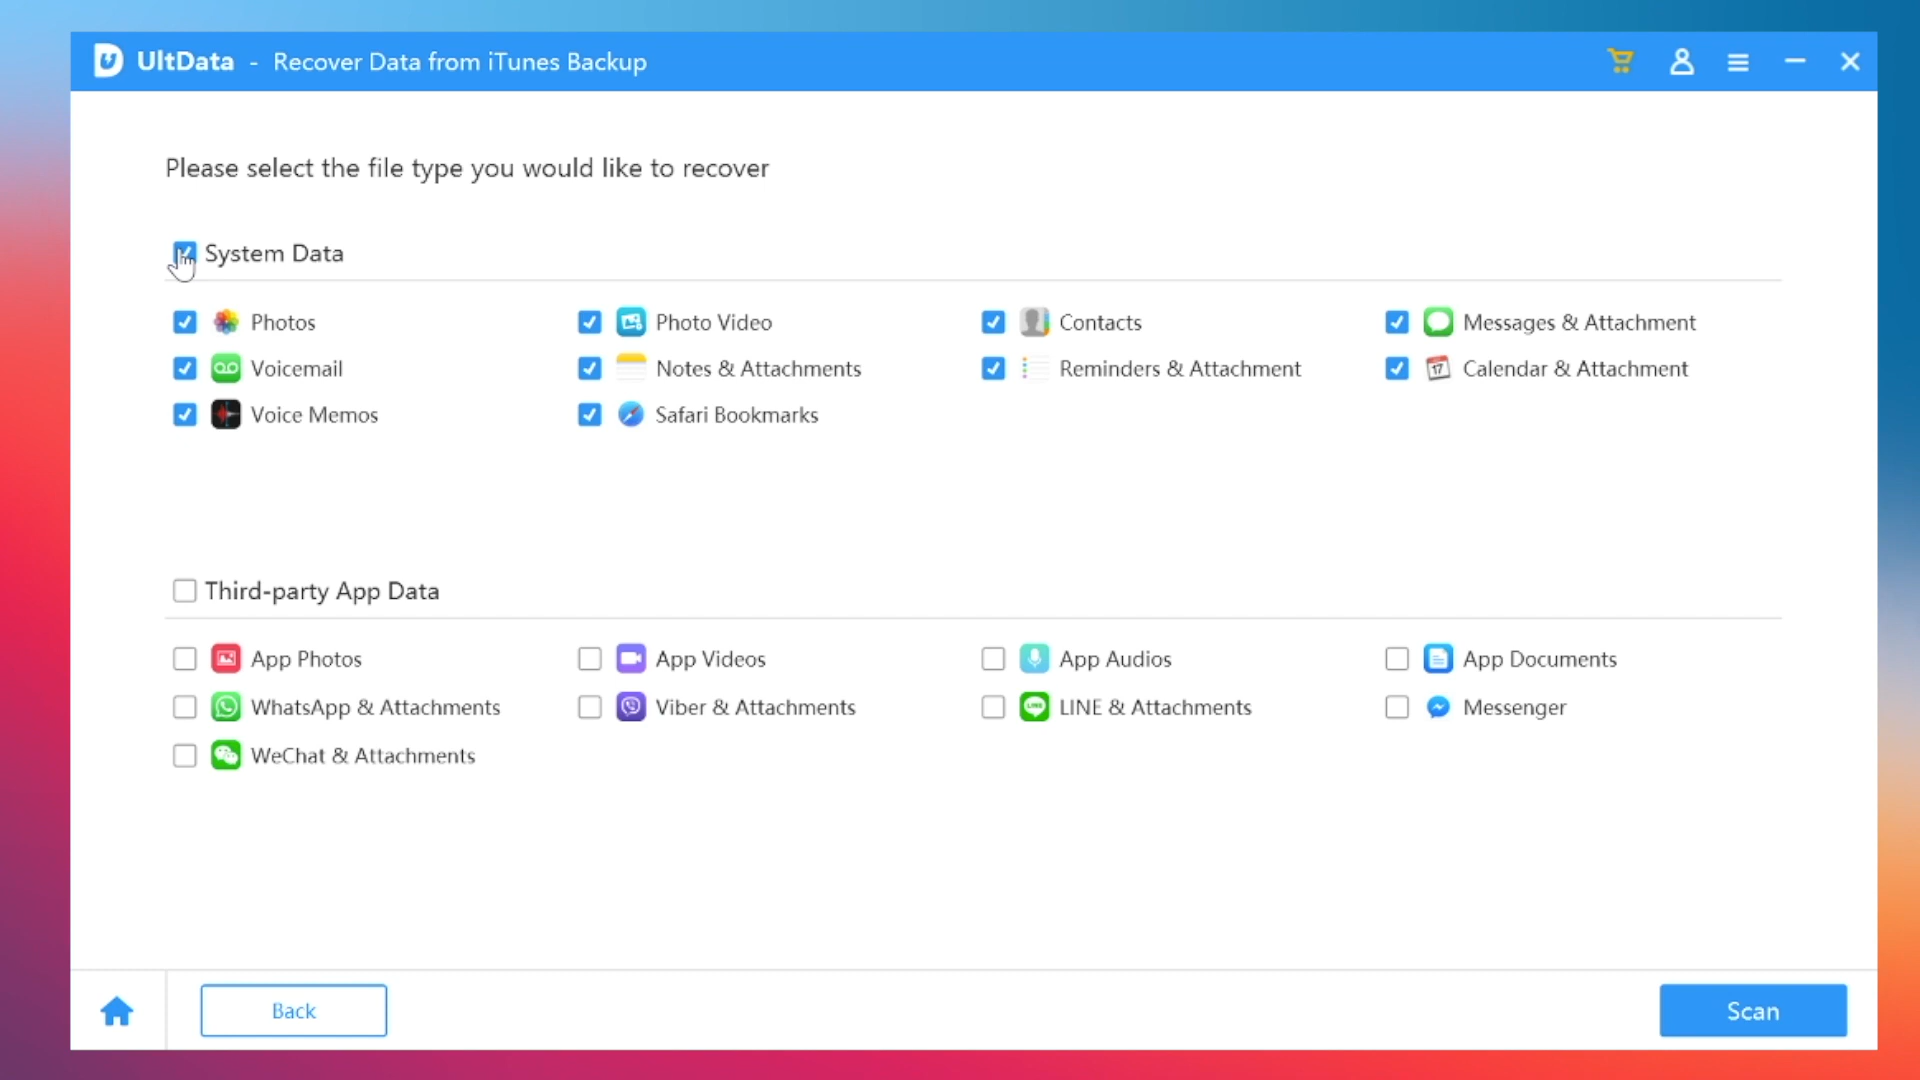 UltData - Recover Data from iTunes Backup
Please select the file type you would like to recover
System Data
Photos Photo Video Contacts Messages & Attachment
Voicemail Notes & Attachments Reminders & Attachment 17 Calendar & Attachment
Voice Memos Safari Bookmarks
Third-party App Data
App Photos App Videos App Audios App Documents
WhatsApp & Attachments Viber & Attachments LINE LINE & Attachments Messenger
WeChat & Attachments
Back Scan